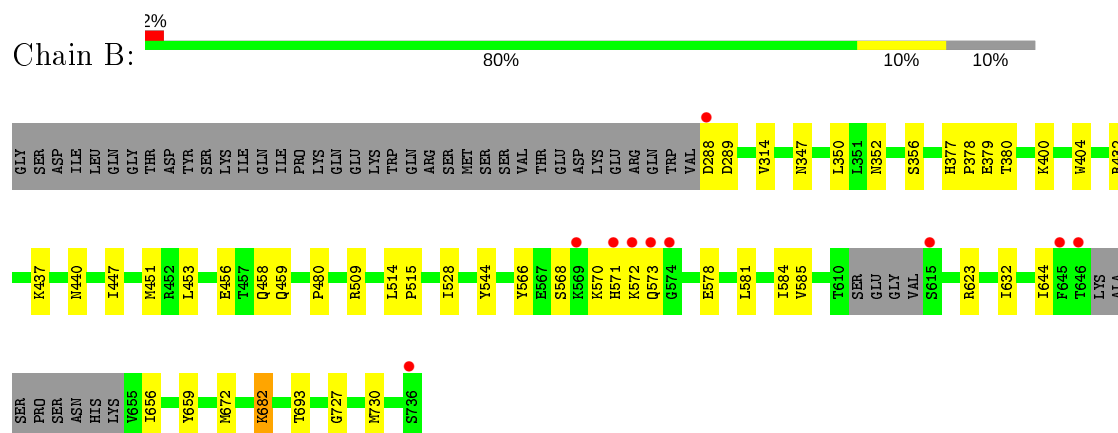 2%
Chain B:
80% 10% 10%
GLY SER ASP ILE LEU GLN GLY THR ASP TYR SER LYS ILE GLN ILE PRO LYS GLN GLU LYS TRP GLN ARG SER MET SER SER VAL THR GLU ASP LYS GLU ARG GLN TRP VAL D288 D289 V314 N347 L350 L351 N352 S356 H377 P378 E379 T380 K400 W404 R432
K437 N440 I447 M451 R452 L453 E456 T457 Q458 Q459 P480 R509 L514 P515 I528 Y544 Y566 E567 S568 K569 K570 H571 K572 Q573 G574 E578 L581 I584 V585 T610 SER GLU GLY VAL S615 R623 I632 I644 F645 T646 LYS ALA
SER PRO SER ASN HIS LYS V655 I656 Y659 M672 K682 T693 G727 M730 S736